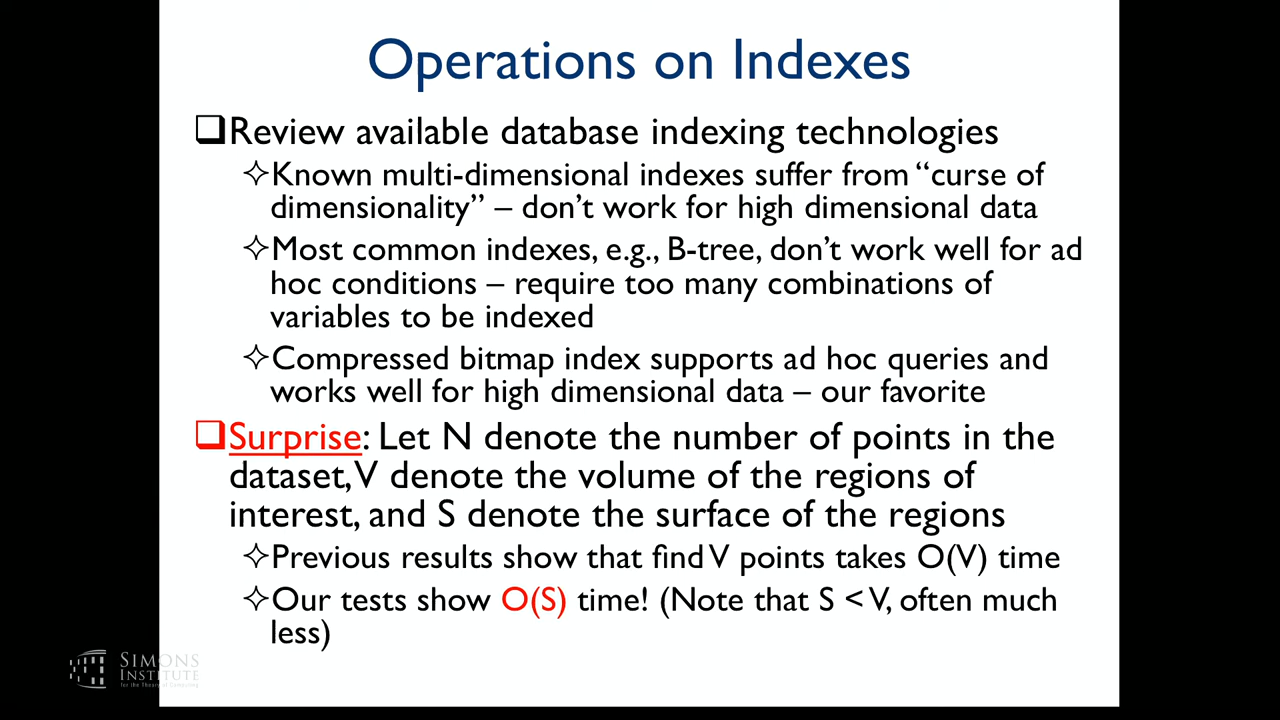 Operations on Indexes
Review available database indexing technologies
Known multi-dimensional indexes suffer from “curse of
dimensionality” – don’t work for high dimensional data
Most common indexes, e.g., B-tree, don’t work well for ad
hoc conditions – require too many combinations of
variables to be indexed
Compressed bitmap index supports ad hoc queries and
works well for high dimensional data – our favorite
Surprise: Let N denote the number of points in the
dataset, V denote the volume of the regions of
interest, and S denote the surface of the regions
Previous results show that find V points takes O(V) time
Our tests show O(S) time! (Note that S < V, often much
less)
SIMONS
INSTITUTE
for the Theory of Computing